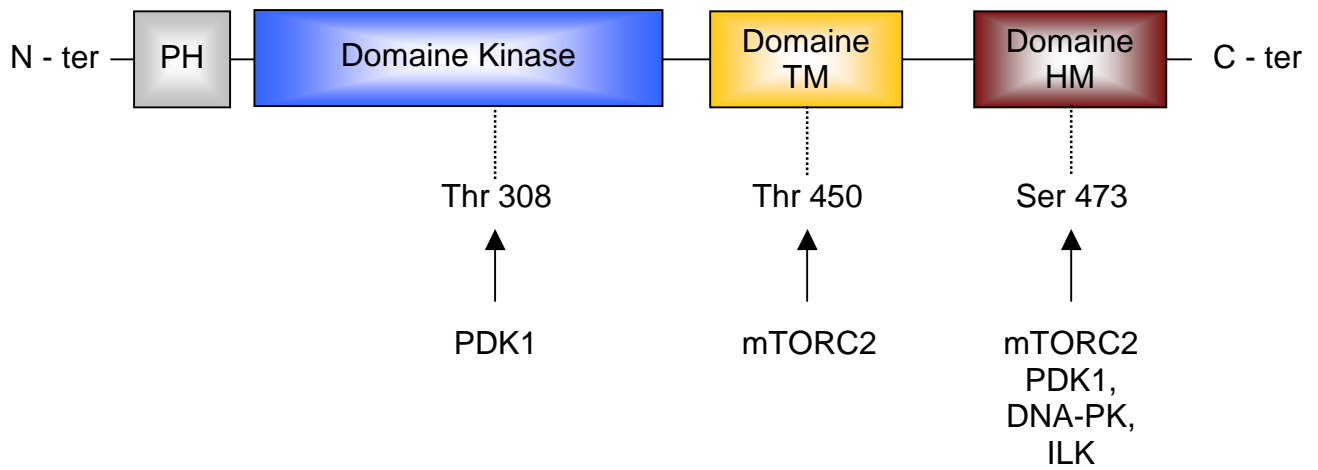 N - ter
PH
Domaine Kinase
Domaine
TM
Domaine
HM
C - ter
Thr 308
Thr 450
Ser 473
PDK1
mTORC2
mTORC2
PDK1,
DNA-PK,
ILK